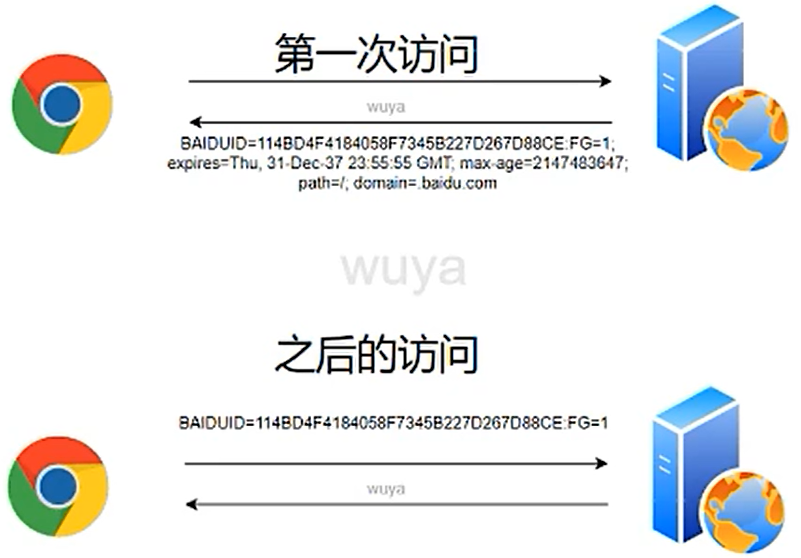 第一次访问
wuya
BAIDUID=114BD4F4184058F7345B227D267D88CE:FG=1;
expires=Thu, 31-Dec-37 23:55:55 GMT; max-age=2147483647;
path=/; domain=.baidu.com
wuya
之后的访问
BAIDUID=114BD4F4184058F7345B227D267D88CE:FG=1
wuya